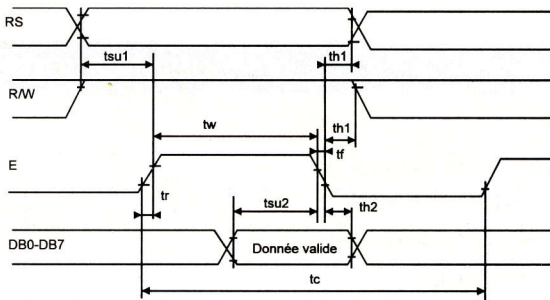 RS
tsu1
th1
R/W
tw
th1
tf
E
tr
tsu2
th2
DB0-DB7
Donnée valide
tc